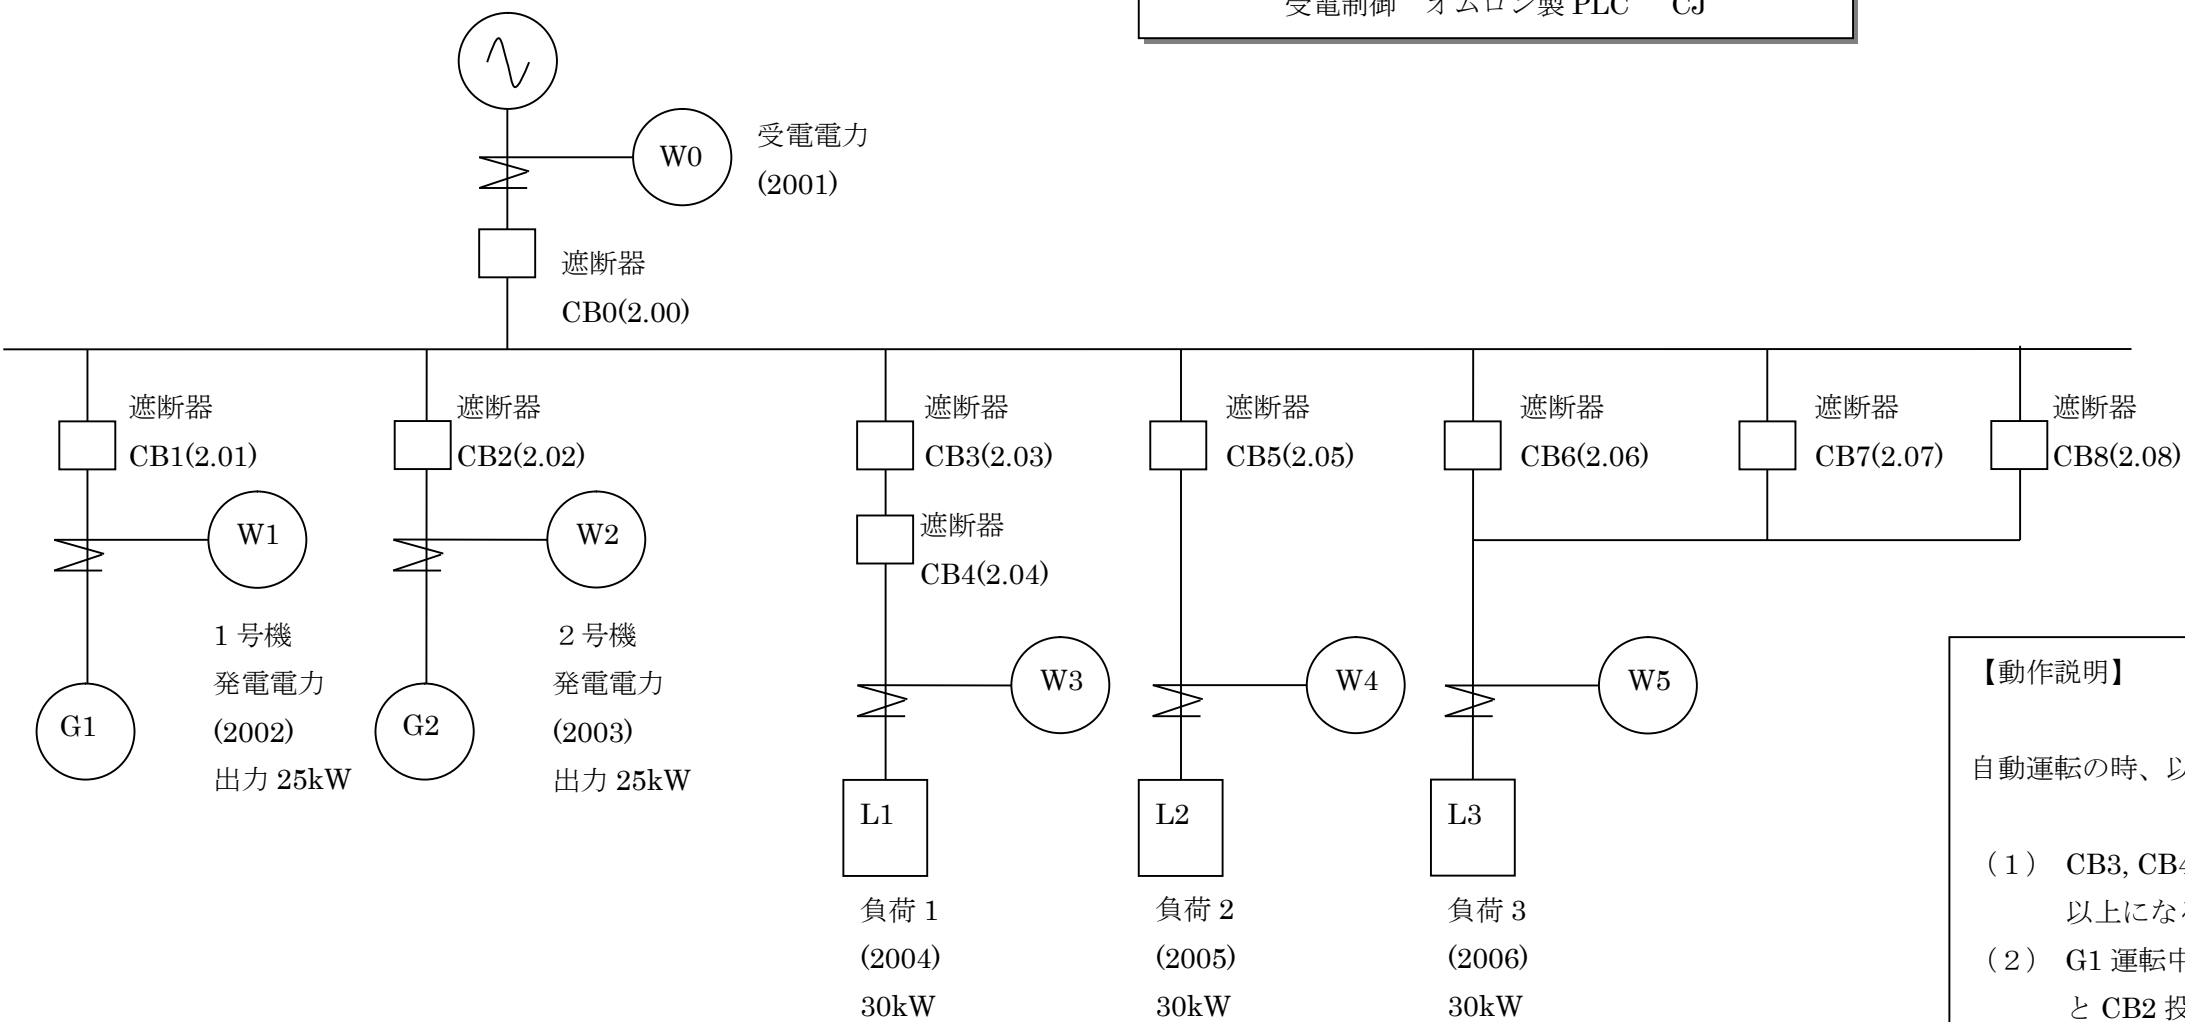 受電制御　オムロン製 PLC　CJ
W0
受電電力
(2001)
遮断器
CB0(2.00)
遮断器
CB1(2.01)
遮断器
CB2(2.02)
遮断器
CB3(2.03)
遮断器
CB5(2.05)
遮断器
CB6(2.06)
遮断器
CB7(2.07)
遮断器
CB8(2.08)
遮断器
CB4(2.04)
W1
W2
1 号機
発電電力
(2002)
出力 25kW
２号機
発電電力
(2003)
出力 25kW
G1
G2
W3
W4
W5
L1
L2
L3
負荷 1
(2004)
30kW
負荷 2
(2005)
30kW
負荷 3
(2006)
30kW
【動作説明】
自動運転の時、以
（１） CB3, CB4
以上になる
（２） G1 運転中
と CB2 投